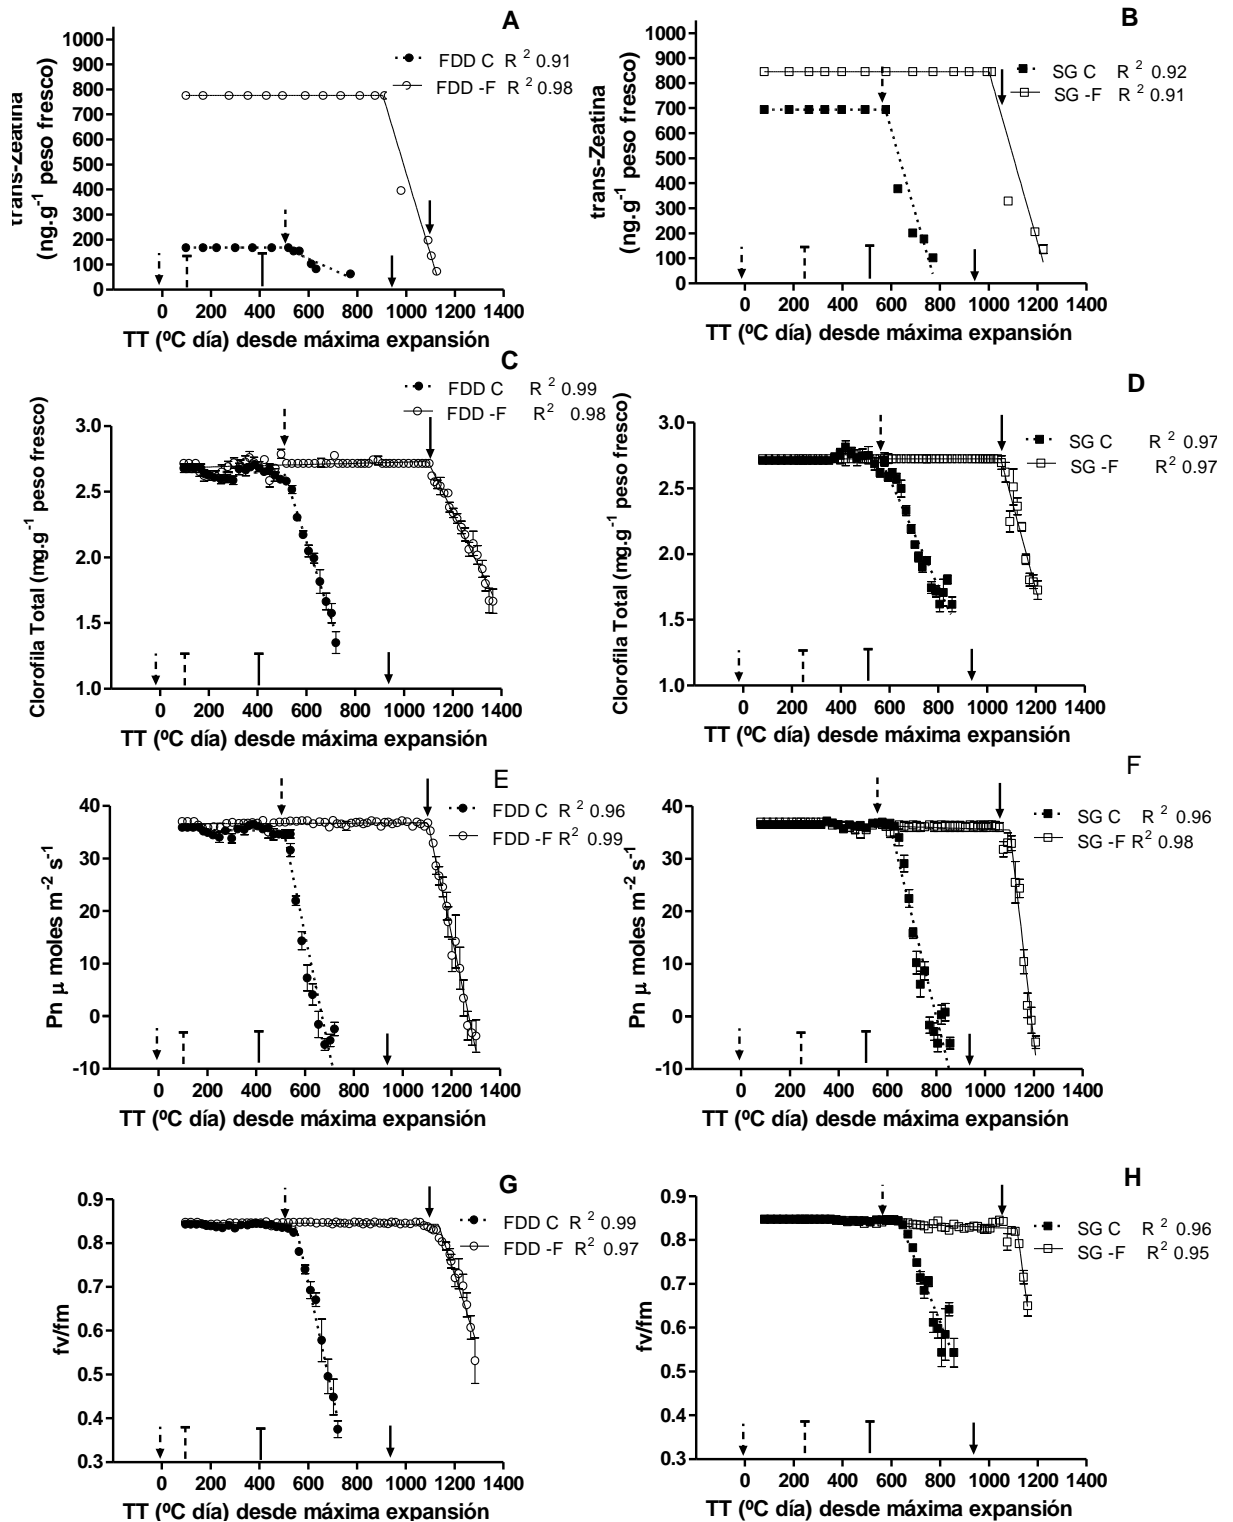 A
FDD C R 2 0.91
FDD -F R 2 0.98
trans-Zeatina
(ng.g-1 peso fresco)
1000
900
800
700
600
500
400
300
200
100
0
0 200 400 600 800 1000 1200 1400
TT (ºC día) desde máxima expansión
B
SG C R 2 0.92
SG -F R 2 0.91
trans-Zeatina
(ng.g-1 peso fresco)
1000
900
800
700
600
500
400
300
200
100
0
0 200 400 600 800 1000 1200 1400
TT (ºC día) desde máxima expansión
C
FDD C R 2 0.99
FDD -F R2 0.98
Clorofila Total (mg.g-1 peso fresco)
3.0
2.5
2.0
1.5
1.0
0 200 400 600 800 1000 1200 1400
TT (ºC día) desde máxima expansión
D
SG C R 2 0.97
SG -F R2 0.97
Clorofila Total (mg.g-1 peso fresco)
3.0
2.5
2.0
1.5
1.0
0 200 400 600 800 1000 1200 1400
TT (ºC día) desde máxima expansión
E
FDD C R 2 0.96
FDD -F R2 0.99
Pn μ moles m-2 s-1
40
30
20
10
0
-10
0 200 400 600 800 1000 1200 1400
TT (ºC día) desde máxima expansión
F
SG C R 2 0.96
SG -F R2 0.98
Pn μ moles m-2 s-1
40
30
20
10
0
-10
0 200 400 600 800 1000 1200 1400
TT (ºC día) desde máxima expansión
G
FDD C R 2 0.99
FDD -F R2 0.97
fv/fm
0.9
0.8
0.7
0.6
0.5
0.4
0.3
0 200 400 600 800 1000 1200 1400
TT (ºC día) desde máxima expansión
H
SG C R 2 0.96
SG -F R2 0.95
fv/fm
0.9
0.8
0.7
0.6
0.5
0.4
0.3
0 200 400 600 800 1000 1200 1400
TT (ºC día) desde máxima expansión